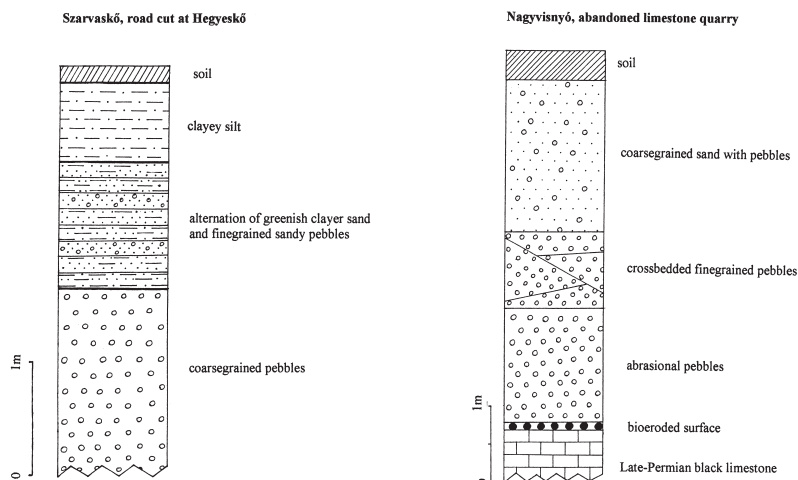 Szarvaskő, road cut at Hegyeskő
soil
clayey silt
alternation of greenish clayer sand
and finegrained sandy pebbles
coarsegrained pebbles
1m
0
Nagyvisnyó, abandoned limestone quarry
soil
coarsegrained sand with pebbles
crossbedded finegrained pebbles
abrasional pebbles
1m
bioeroded surface
Late-Permian black limestone